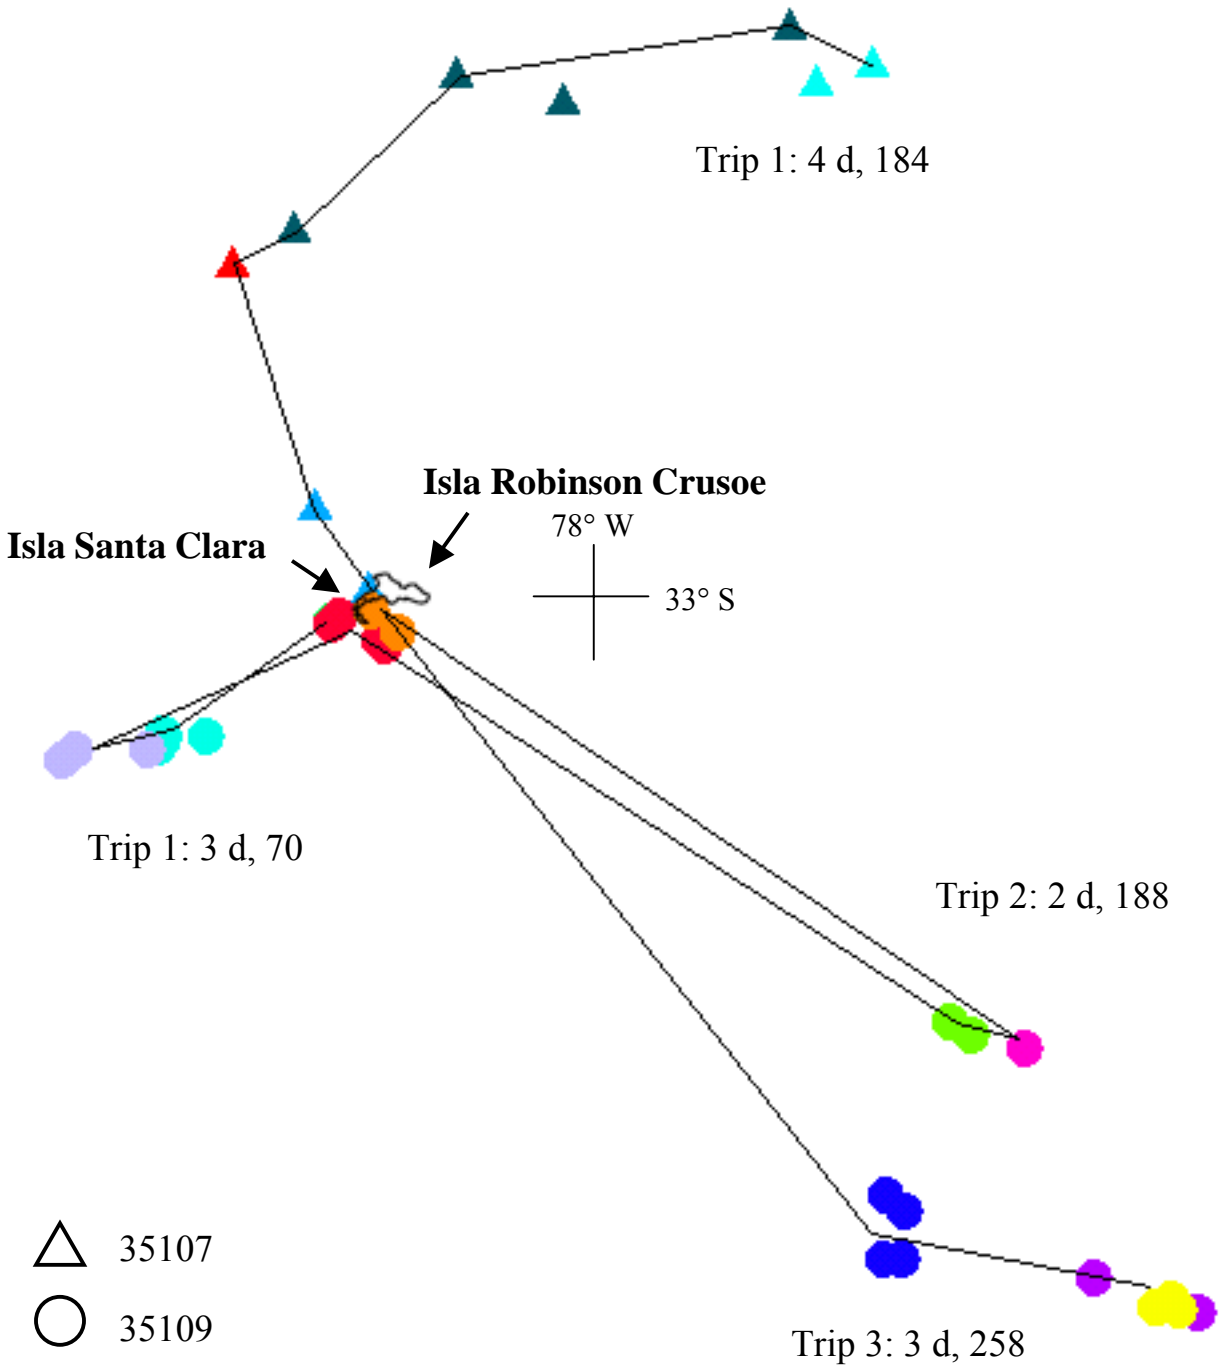 Trip 1: 4 d, 184
Isla Robinson Crusoe
78° W
Isla Santa Clara
33° S
Trip 1: 3 d, 70
Trip 2: 2 d, 188
35107
35109
Trip 3: 3 d, 258